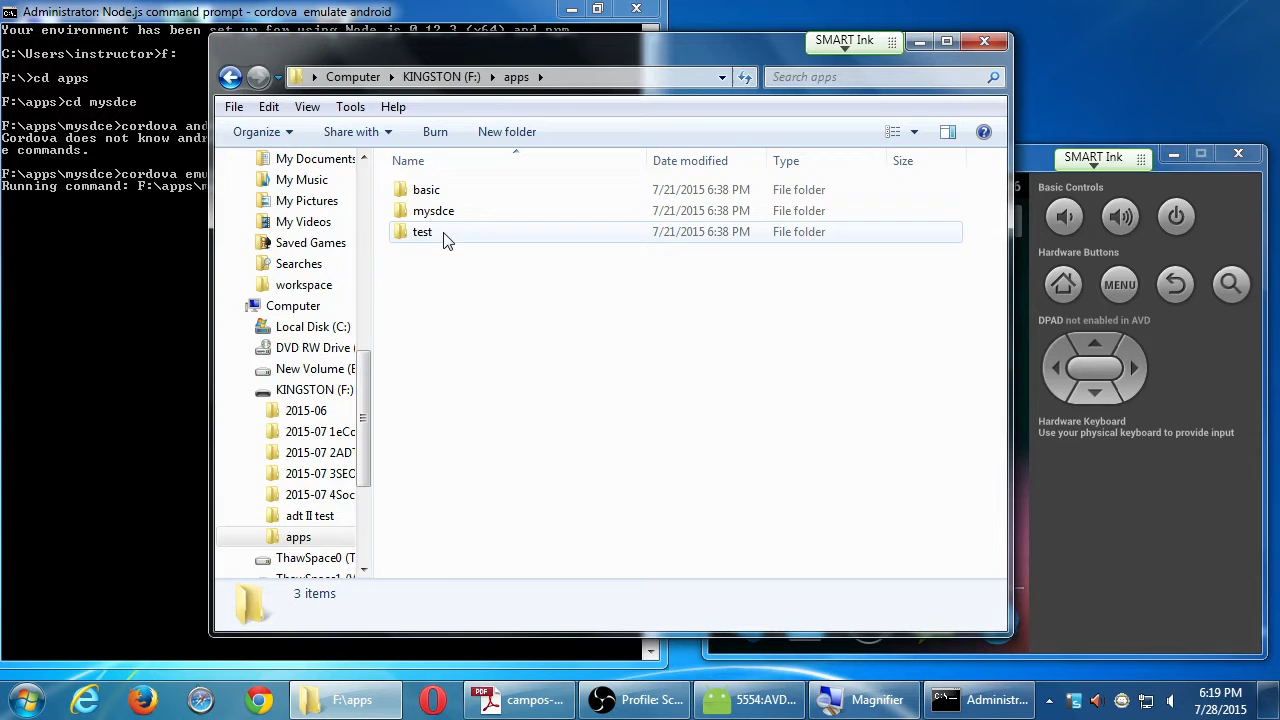 Administrator: Node.js command prompt - cordova emulate android
Your environment has been set up for using Node.js 0.12.3 (x64) and npm.
C:\Users\instructor>f:
F:\>cd apps
F:\apps>cd mysdce
F:\apps\mysdce>cordova and
Cordova does not know andr
e commands.
F:\apps\mysdce>cordova emu
Running command: F:\apps\m
SMART Ink
Computer
KINGSTON (F:)
apps
Search apps
File Edit View Tools Help
Organize Share with Burn New folder
My Documents
My Music
My Pictures
My Videos
Saved Games
Searches
workspace
Computer
Local Disk (C:)
DVD RW Drive (
New Volume (E
KINGSTON (F:)
2015-06
2015-07 1eCo
2015-07 2ADT
2015-07 3SEO
2015-07 4Soc
adt II test
apps
ThawSpace0 (T
Name Date modified Type Size
basic 7/21/2015 6:38 PM File folder
mysdce 7/21/2015 6:38 PM File folder
test 7/21/2015 6:38 PM File folder
3 items
SMART Ink
Basic Controls
Hardware Buttons
MENU
DPAD not enabled in AVD
Hardware Keyboard
Use your physical keyboard to provide input
F:\apps
PDF
campos-...
Profile: Sc...
5554:AVD...
Magnifier
Administr...
6:19 PM
7/28/2015